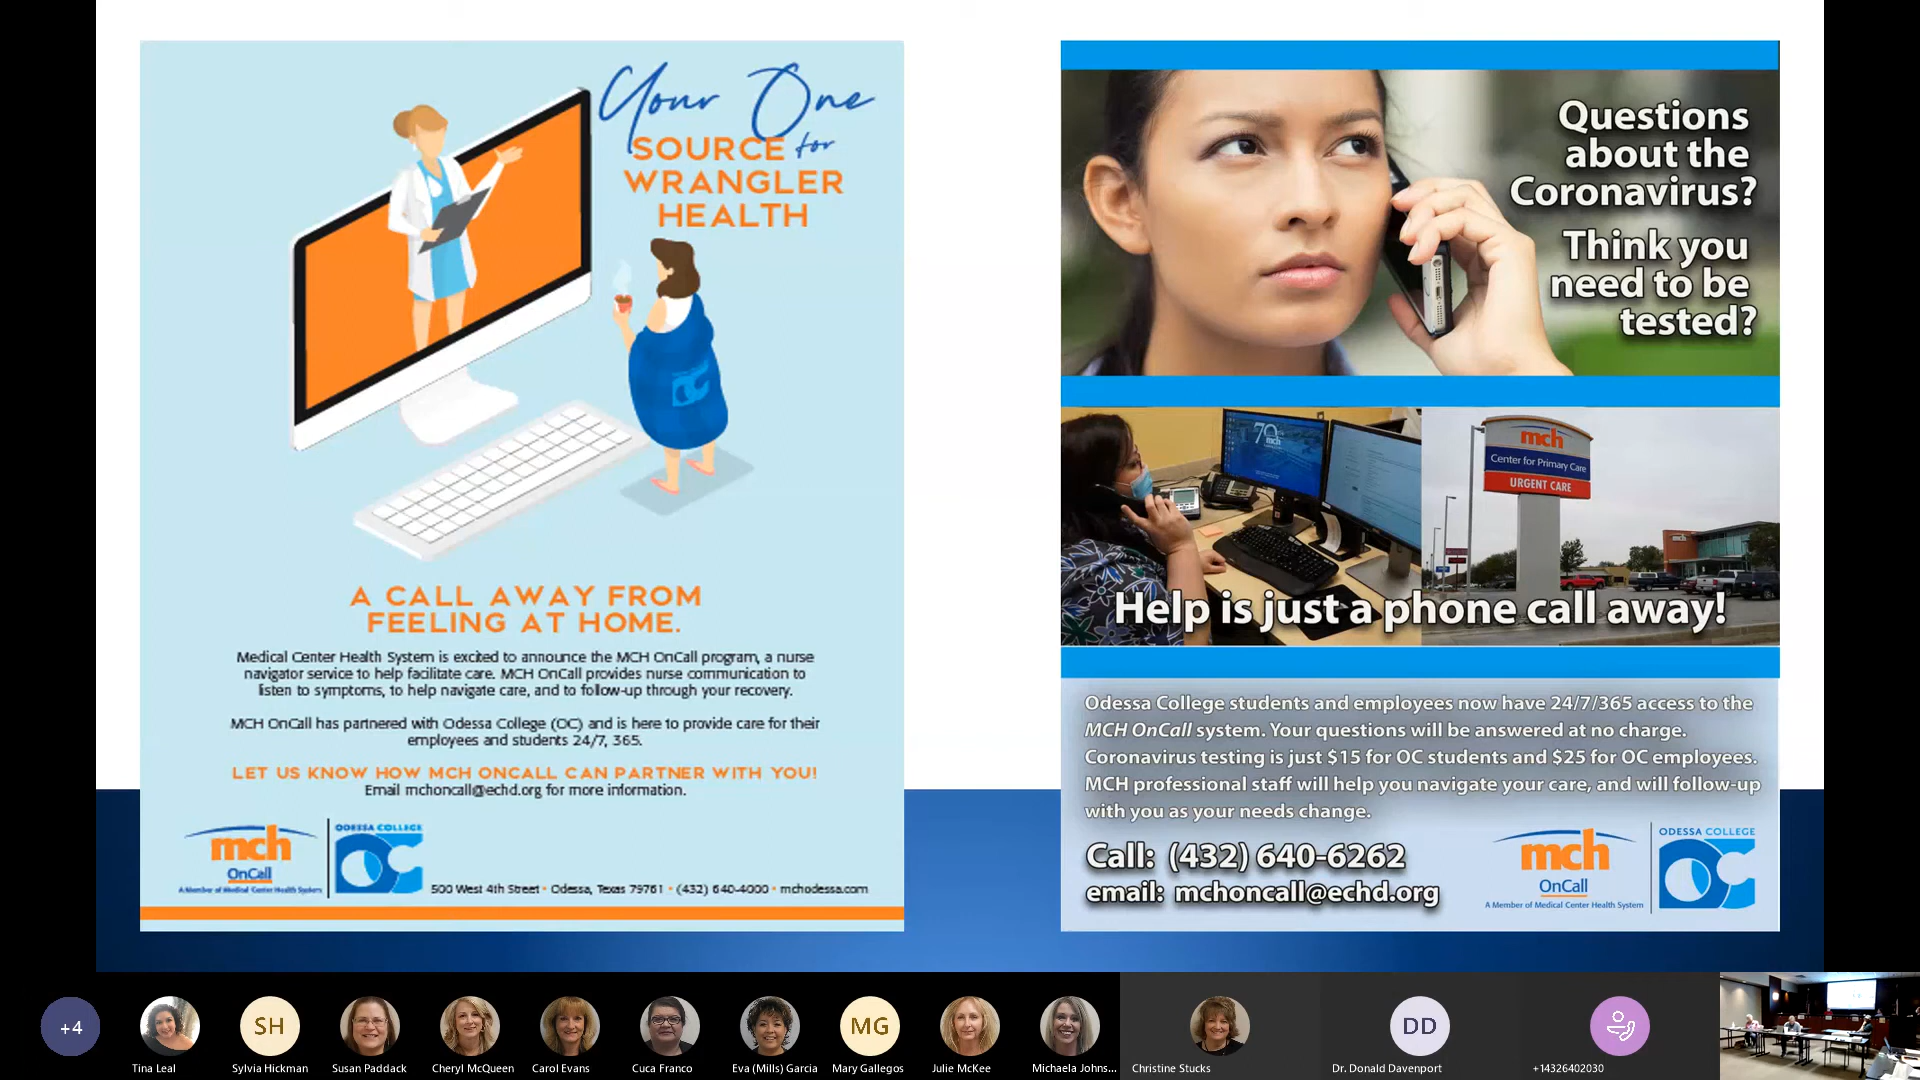 Your One
SOURCE for
WRANGLER
HEALTH
A CALL AWAY FROM
FEELING AT HOME.
Medical Center Health System is excited to announce the MCH OnCall program, a nurse
navigator service to help facilitate care. MCH OnCall provides nurse communication to
listen to symptoms, to help navigate care, and to follow-up through your recovery.
MCH OnCall has partnered with Odessa College (OC) and is here to provide care for their
employees and students 24/7, 365.
LET US KNOW HOW MCH ONCALL CAN PARTNER WITH YOU!
Email mchoncall@echd.org for more information.
mch
OnCall
A Member of Medical Center Health System
ODESSA COLLEGE
OC
500 West 4th Street • Odessa, Texas 79761 • (432) 640-4000 • mchodessa.com
Questions
about the
Coronavirus?
Think you
need to be
tested?
70
mch
mch
Center for Primary Care
URGENT CARE
mch
Help is just a phone call away!
Odessa College students and employees now have 24/7/365 access to the
MCH OnCall system. Your questions will be answered at no charge.
Coronavirus testing is just $15 for OC students and $25 for OC employees.
MCH professional staff will help you navigate your care, and will follow-up
with you as your needs change.
Call: (432) 640-6262
email: mchoncall@echd.org
mch
OnCall
A Member of Medical Center Health System
ODESSA COLLEGE
OC
+4
Tina Leal
SH
Sylvia Hickman
Susan Paddack
Cheryl McQueen
Carol Evans
Cuca Franco
Eva (Mills) Garcia
MG
Mary Gallegos
Julie McKee
Michaela Johns...
Christine Stucks
DD
Dr. Donald Davenport
+14326402030